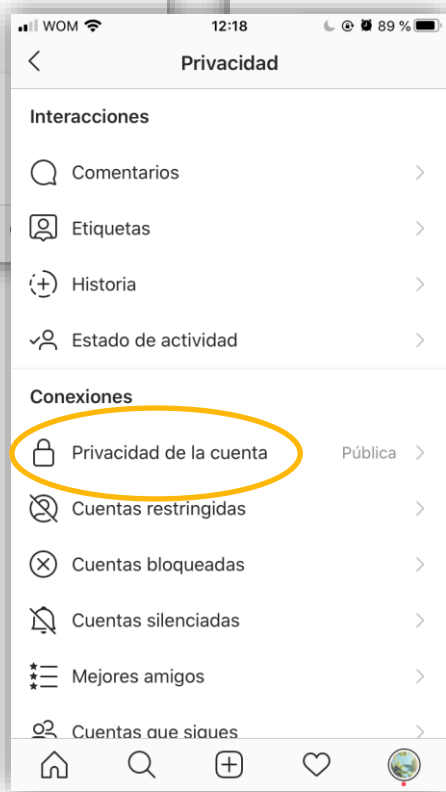 WOM 12:18 89 %
Privacidad
Interacciones
Comentarios
Etiquetas
Historia
Estado de actividad
Conexiones
Privacidad de la cuenta Pública
Cuentas restringidas
Cuentas bloqueadas
Cuentas silenciadas
Mejores amigos
Cuentas que sigues